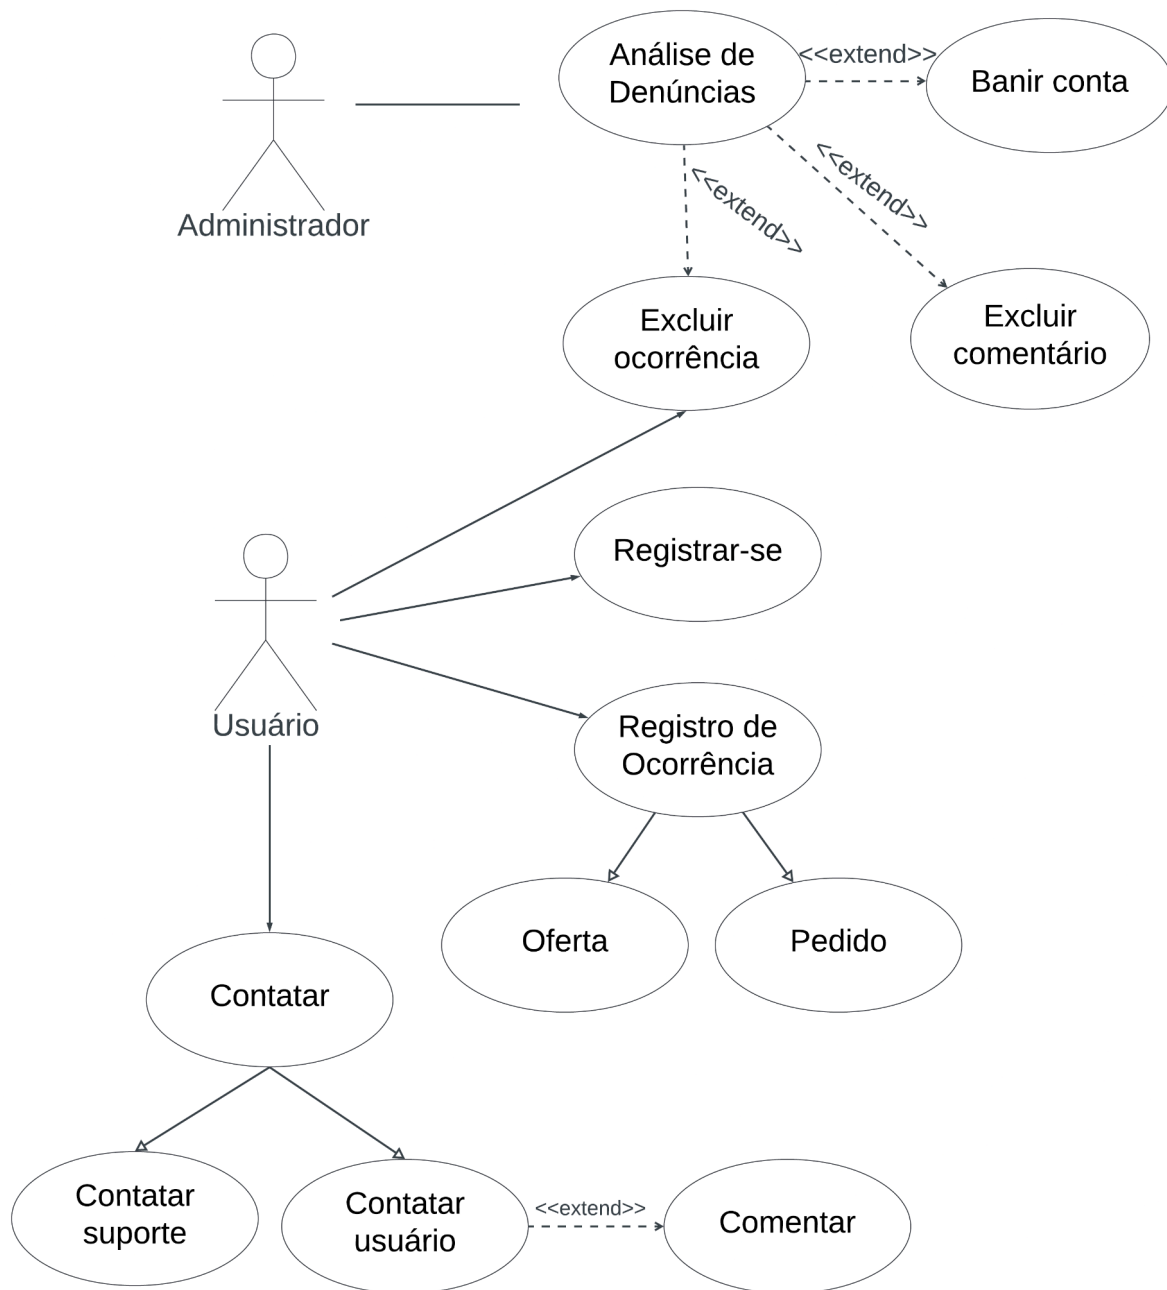 Análise de
Denúncias
<<extend>>
Banir conta
<<extend>>
<<extend>>
Administrador
Excluir
ocorrência
Excluir
comentário
Registrar-se
Usuário
Registro de
Ocorrência
Oferta
Pedido
Contatar
Contatar
suporte
Contatar
usuário
<<extend>>
Comentar